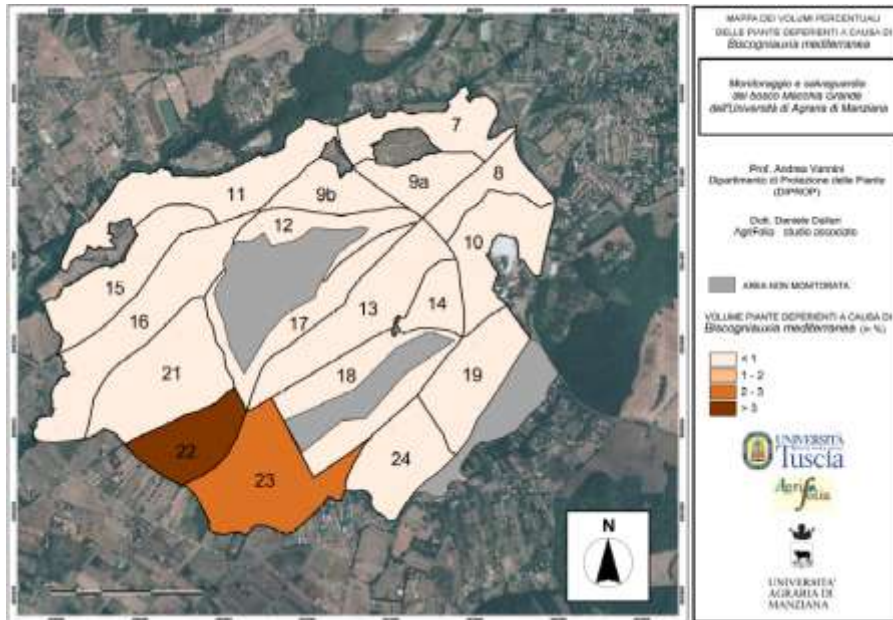 MAPPA DEI VOLUMI PERCENTUALI
DELLE PIANTE DEPERIENTI A CAUSA DI
Biscogniauxia mediterranea
Monitoraggio e salvaguardia
del bosco Macchia Grande
dell'Università di Agraria di Manziana
Prof. Andrea Vannini
Dipartimento di Protezione delle Piante
(DIPROP)
Dott. Daniele Dallari
AgriFolia - studio associato
AREA NON MONITORATA
VOLUME PIANTE DEPERIENTI A CAUSA DI
Biscogniauxia mediterranea (in %)
< 1
1 - 2
2 - 3
> 3
UNIVERSITÀ
Tuscia
Agri
folia
UNIVERSITA'
AGRARIA DI
MANZIANA
7
8
9a
9b
11
12
10
15
16
17
13
14
21
18
19
22
23
24
N